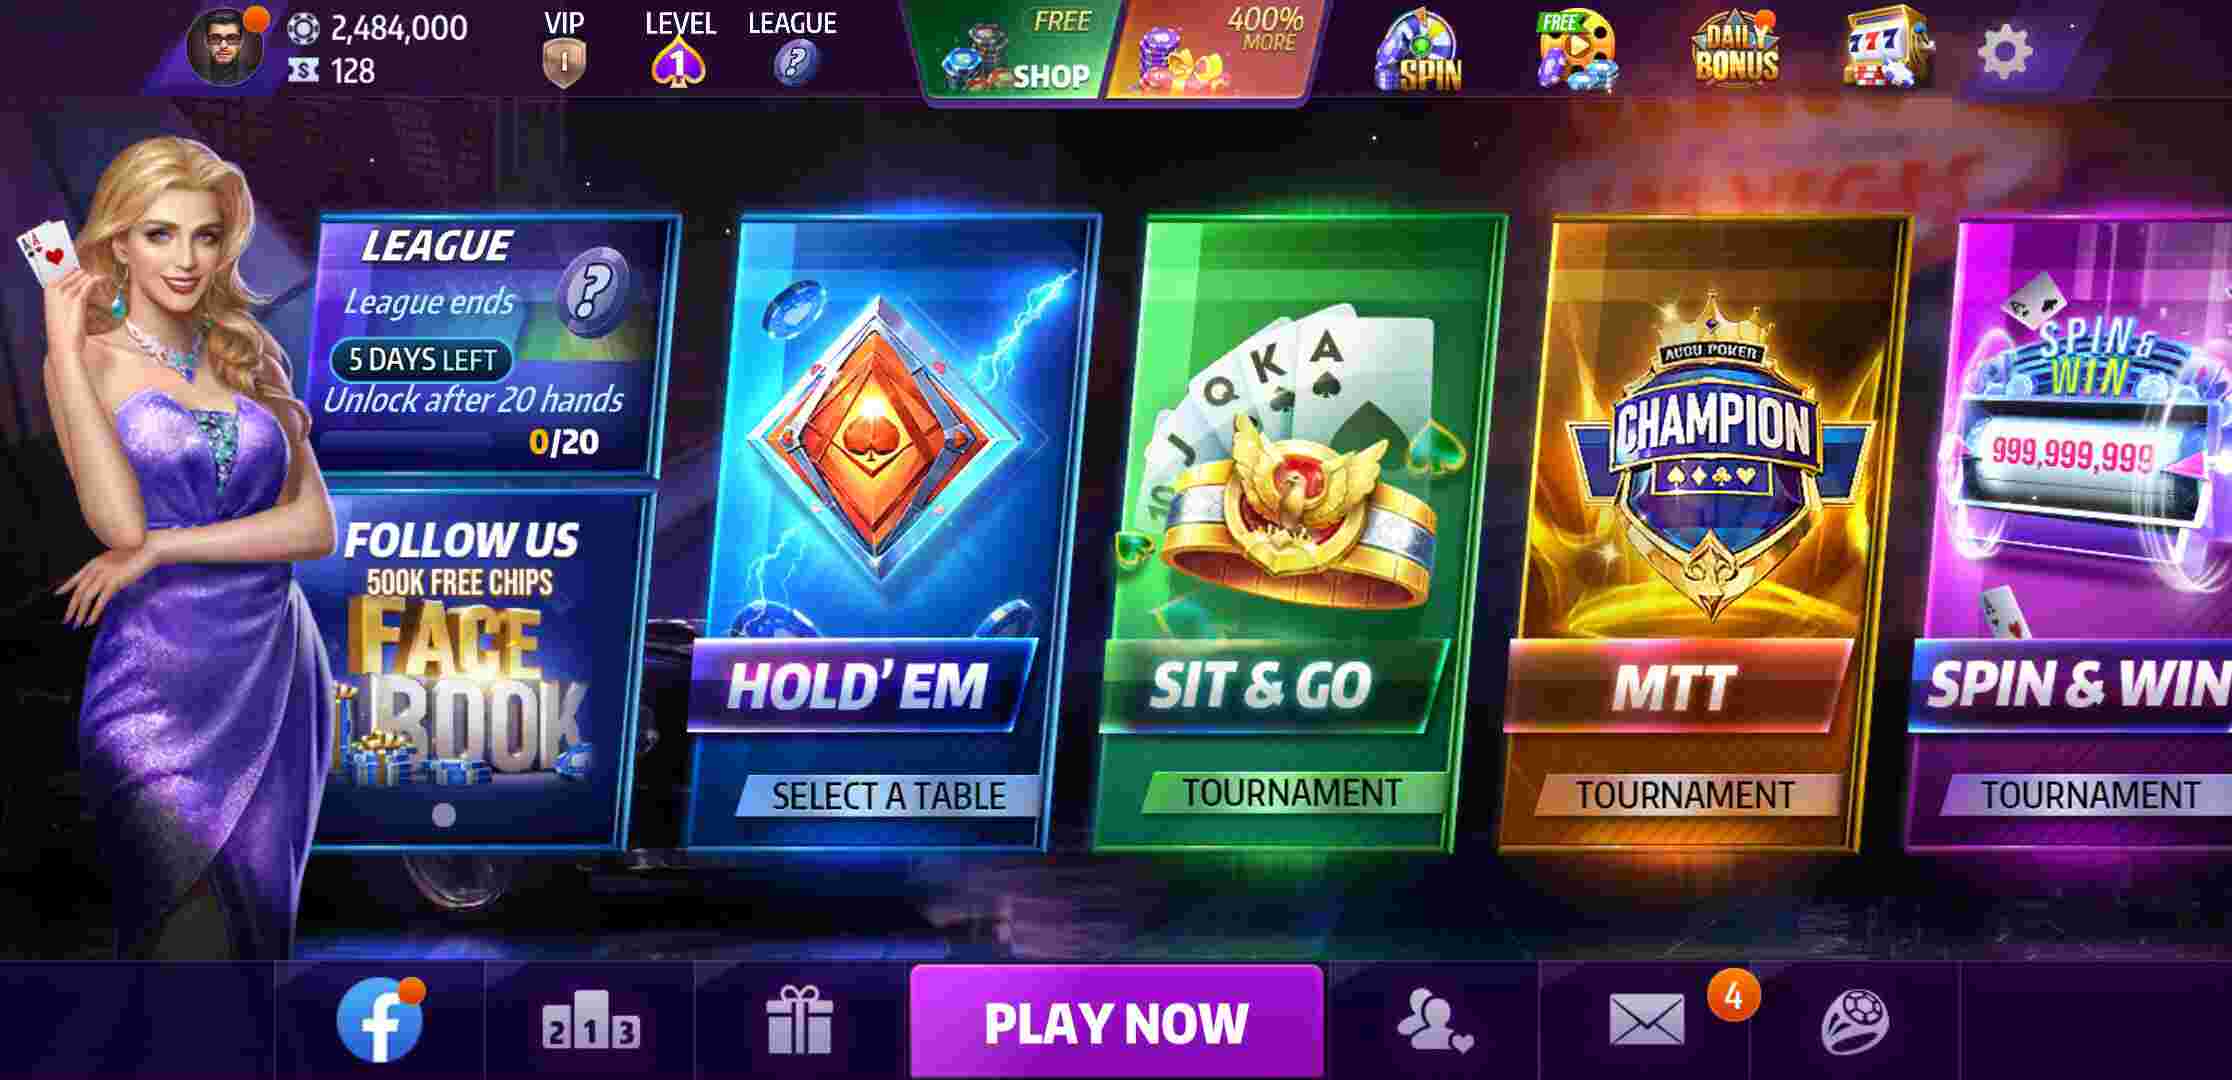 2,484,000
128
VIP
1
LEVEL
1
LEAGUE
?
FREE
SHOP
400%
MORE
SPIN
FREE
DAILY
BONUS
777
LEAGUE
?
League ends
5 DAYS LEFT
Unlock after 20 hands
0/20
FOLLOW US
500K FREE CHIPS
FACE
BOOK
A A
HOLD' EM
SELECT A TABLE
10 J Q K A
SIT & GO
TOURNAMENT
CHAMPION
MTT
TOURNAMENT
SPIN &
WIN
999,999,999
SPIN & WIN
TOURNAMENT
f
2 1 3
PLAY NOW
4